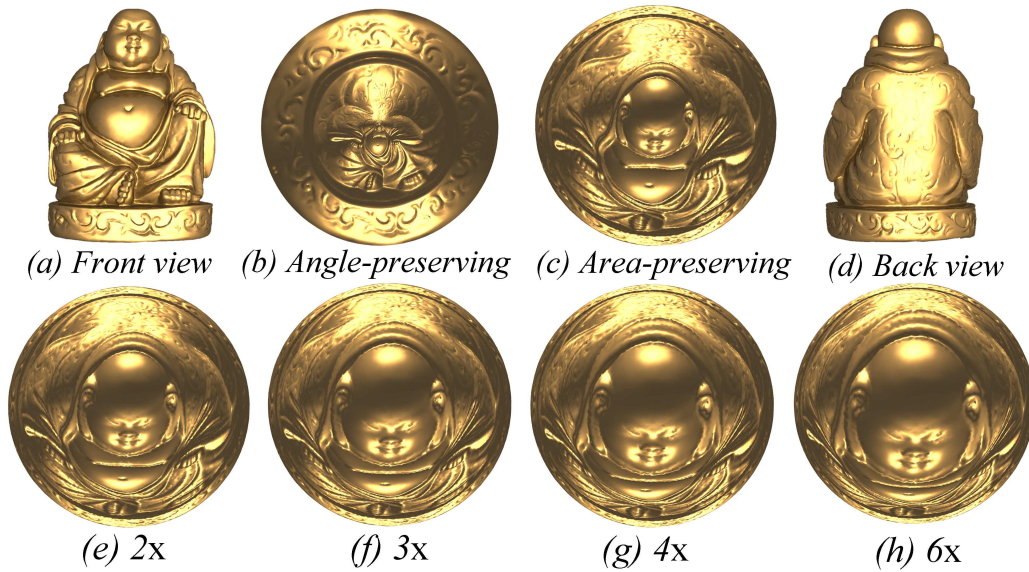 (a) Front view (b) Angle-preserving (c) Area-preserving (d) Back view
(e) 2x (f) 3x (g) 4x (h) 6x